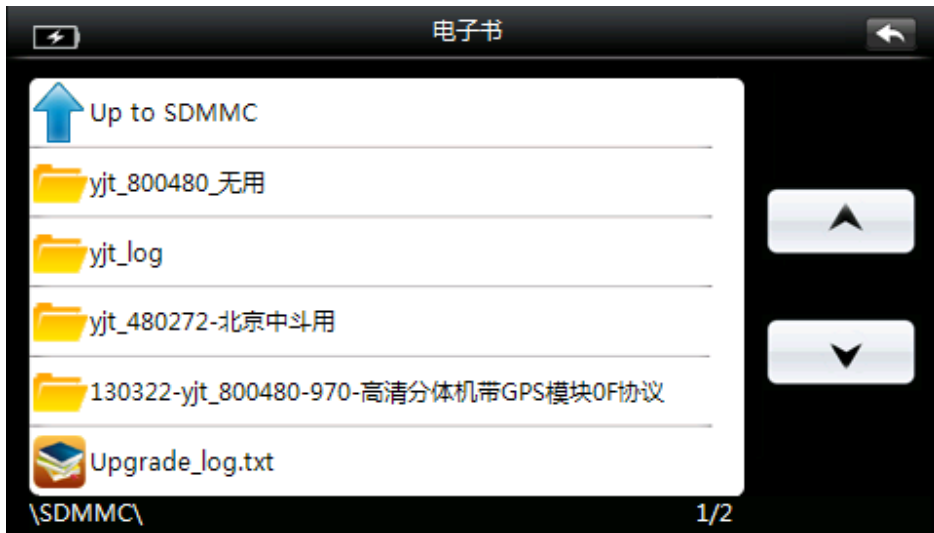 电子书
Up to SDMMC
yjt_800480_无用
yjt_log
yjt_480272-北京中斗用
130322-yjt_800480-970-高清分体机带GPS模块0F协议
Upgrade_log.txt
\SDMMC\ 1/2